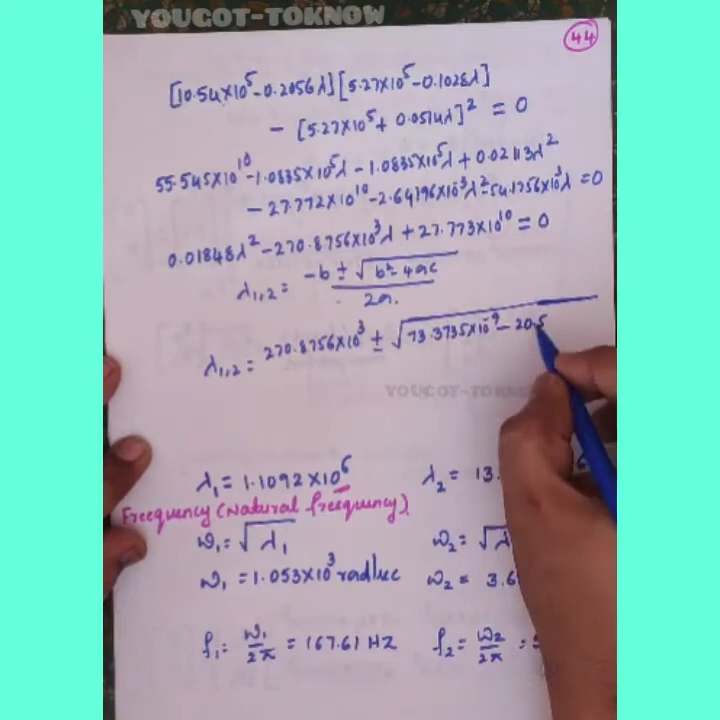 YOUGOT-TOKNOW
44
[10.54×10⁵-0.2056λ][5.27×10⁵-0.1028λ]
- [5.27×10⁵+ 0.0514λ]² = 0
55.545×10¹⁰-1.0835×10⁵λ - 1.0835×10⁵λ + 0.02113λ²
- 27.772×10¹⁰-2.64196×10⁻³λ²-54.1756×10³λ =0
0.01848λ²-270.8756×10³λ+27.773×10¹⁰=0
λ₁,₂ = -b ± √b²-4ac / 2a.
λ₁,₂ = 270.8756×10³ ± √73.3735×10⁻⁹ - 20.5
YOUGOT-TOKNOW
λ₁ = 1.1092×10⁶ λ₂ = 13.
Freequency (Natural freequency).
ω₁ = √λ₁ ω₂ = √λ
ω₁ = 1.053×10³ rad/sec ω₂ = 3.6
f₁ = ω₁/2π = 167.61 HZ f₂ = ω₂/2π =